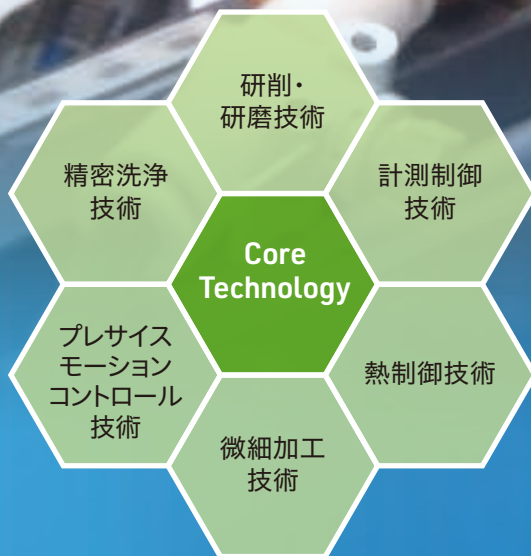 研削・
研磨技術
精密洗浄
技術
計測制御
技術
Core
Technology
プレサイス
モーション
コントロール
技術
熱制御技術
微細加工
技術